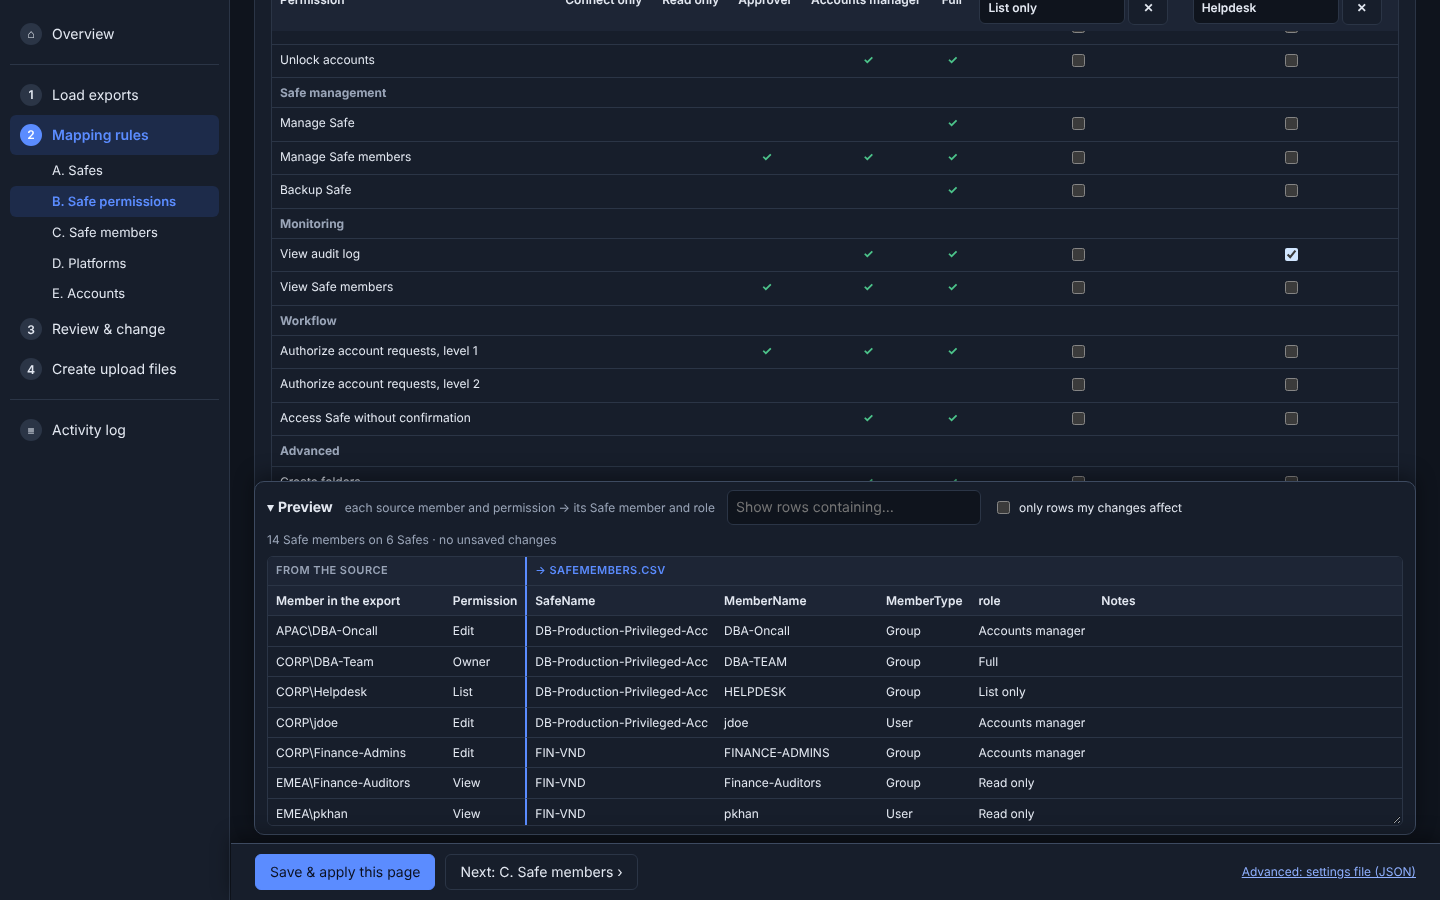 Overview
1 Load exports
2 Mapping rules
A. Safes
B. Safe permissions
C. Safe members
D. Platforms
E. Accounts
3 Review & change
4 Create upload files
Activity log
Permission Connect only Read only Approver Accounts manager Full List only ✕ Helpdesk ✕
Unlock accounts ✓ ✓
Safe management
Manage Safe ✓
Manage Safe members ✓ ✓ ✓
Backup Safe ✓
Monitoring
View audit log ✓ ✓
View Safe members ✓ ✓ ✓
Workflow
Authorize account requests, level 1 ✓ ✓ ✓
Authorize account requests, level 2
Access Safe without confirmation ✓ ✓
Advanced
Create folders
▾ Preview each source member and permission → its Safe member and role Show rows containing... only rows my changes affect
14 Safe members on 6 Safes · no unsaved changes
FROM THE SOURCE → SAFEMEMBERS.CSV
Member in the export Permission SafeName MemberName MemberType role Notes
APAC\DBA-Oncall Edit DB-Production-Privileged-Acc DBA-Oncall Group Accounts manager
CORP\DBA-Team Owner DB-Production-Privileged-Acc DBA-TEAM Group Full
CORP\Helpdesk List DB-Production-Privileged-Acc HELPDESK Group List only
CORP\jdoe Edit DB-Production-Privileged-Acc jdoe User Accounts manager
CORP\Finance-Admins Edit FIN-VND FINANCE-ADMINS Group Accounts manager
EMEA\Finance-Auditors View FIN-VND Finance-Auditors Group Read only
EMEA\pkhan View FIN-VND pkhan User Read only
Save & apply this page
Next: C. Safe members ›
Advanced: settings file (JSON)